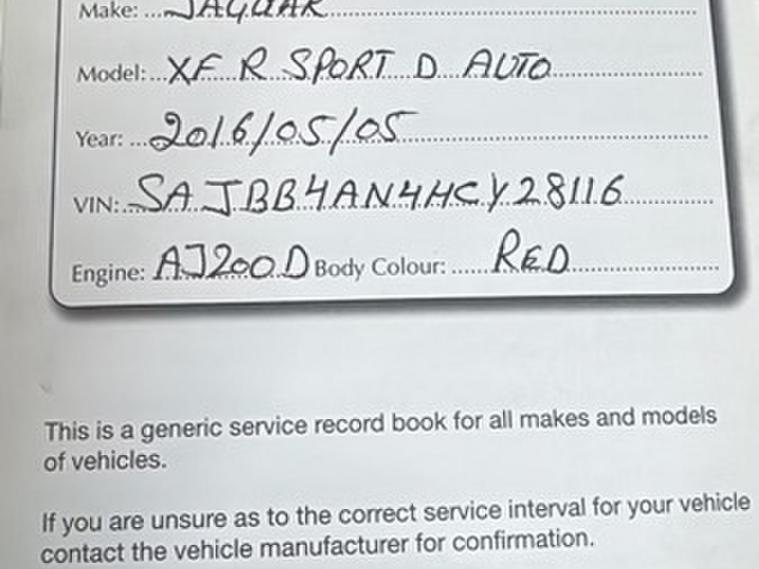 Make: ...JAGUAR
Model: ...XF R SPORT D AUTO
Year: ...2016/05/05
VIN: ...SAJBB4AN4HCY28116
Engine: AJ200D Body Colour: ......RED
This is a generic service record book for all makes and models
of vehicles.
If you are unsure as to the correct service interval for your vehicle
contact the vehicle manufacturer for confirmation.